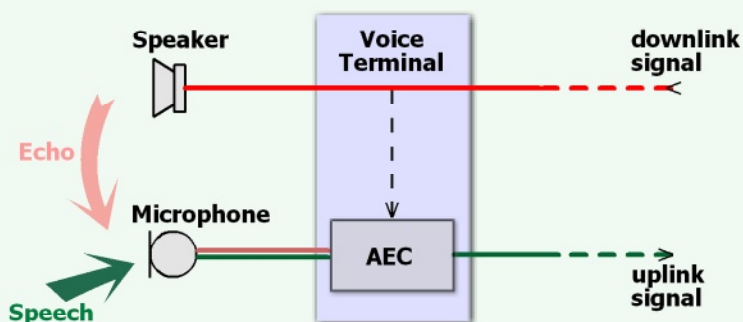 Speaker
Voice
Terminal
downlink
signal
Echo
Microphone
AEC
Speech
uplink
signal